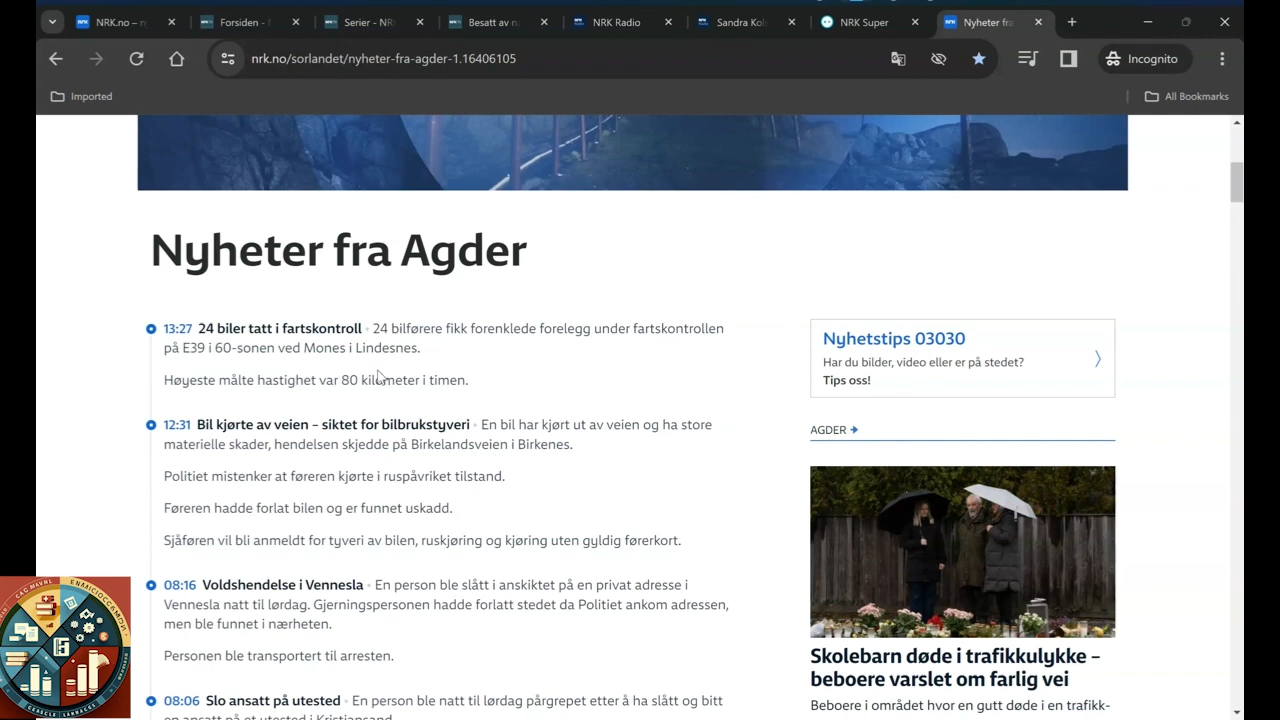 NRK.no – n
Forsiden - f
Serier - NR
Besatt av n
NRK Radio
Sandra Kol
NRK Super
Nyheter fra
nrk.no/sorlandet/nyheter-fra-agder-1.16406105
Incognito
Imported
All Bookmarks
Nyheter fra Agder
13:27 24 biler tatt i fartskontroll 24 bilførere fikk forenklede forelegg under fartskontrollen
på E39 i 60-sonen ved Mones i Lindesnes.
Høyeste målte hastighet var 80 kilometer i timen.
12:31 Bil kjørte av veien – siktet for bilbrukstyveri En bil har kjørt ut av veien og ha store
materielle skader, hendelsen skjedde på Birkelandsveien i Birkenes.
Politiet mistenker at føreren kjørte i ruspåvriket tilstand.
Føreren hadde forlat bilen og er funnet uskadd.
Sjåføren vil bli anmeldt for tyveri av bilen, ruskjøring og kjøring uten gyldig førerkort.
08:16 Voldshendelse i Vennesla En person ble slått i anskiktet på en privat adresse i
Vennesla natt til lørdag. Gjerningspersonen hadde forlatt stedet da Politiet ankom adressen,
men ble funnet i nærheten.
Personen ble transportert til arresten.
08:06 Slo ansatt på utested En person ble natt til lørdag pårgrepet etter å ha slått og bitt
en ansatt på et utested i Kristiansand
Nyhetstips 03030
Har du bilder, video eller er på stedet?
Tips oss!
AGDER
Skolebarn døde i trafikkulykke –
beboere varslet om farlig vei
Beboere i området hvor en gutt døde i en trafikk-